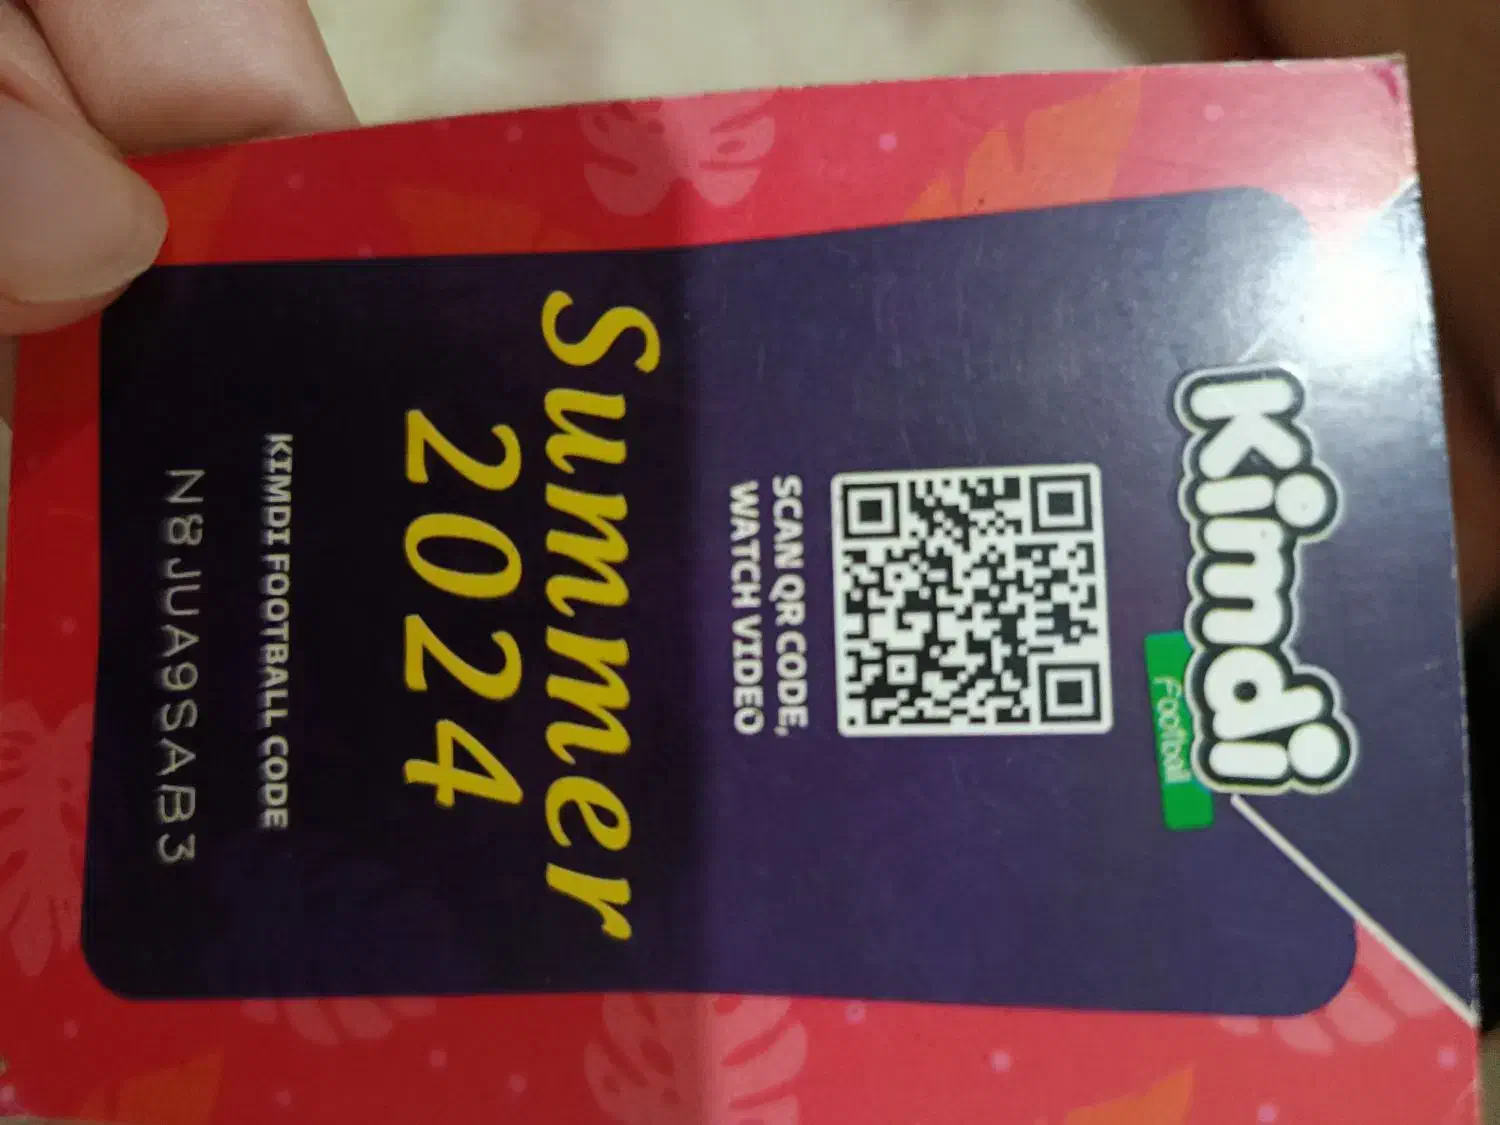 Kimdi
Football
SCAN QR CODE,
WATCH VIDEO
Summer
2024
KIMDI FOOTBALL CODE
N8JUA9SAB3